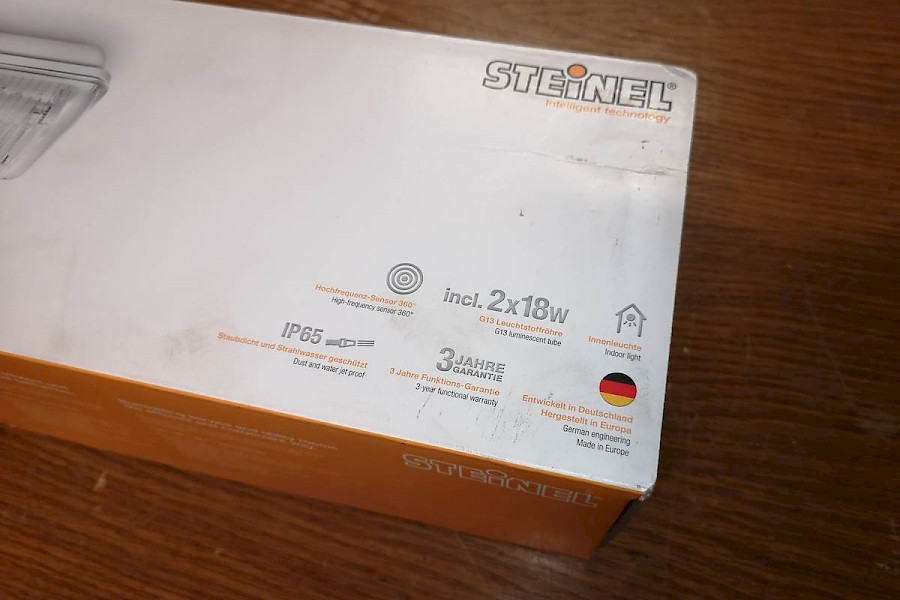 STEINEL®
Intelligent technology
Hochfrequenz-Sensor 360°
High-frequency sensor 360°
incl. 2x18W
G13 Leuchtstoffröhre
G13 luminescent tube
Innenleuchte
Indoor light
IP65
Staubdicht und Strahlwasser geschützt
Dust and water jet proof
3 JAHRE
GARANTIE
3 Jahre Funktions-Garantie
3-year functional warranty
Entwickelt in Deutschland
Hergestellt in Europa
German engineering
Made in Europe
STEINEL